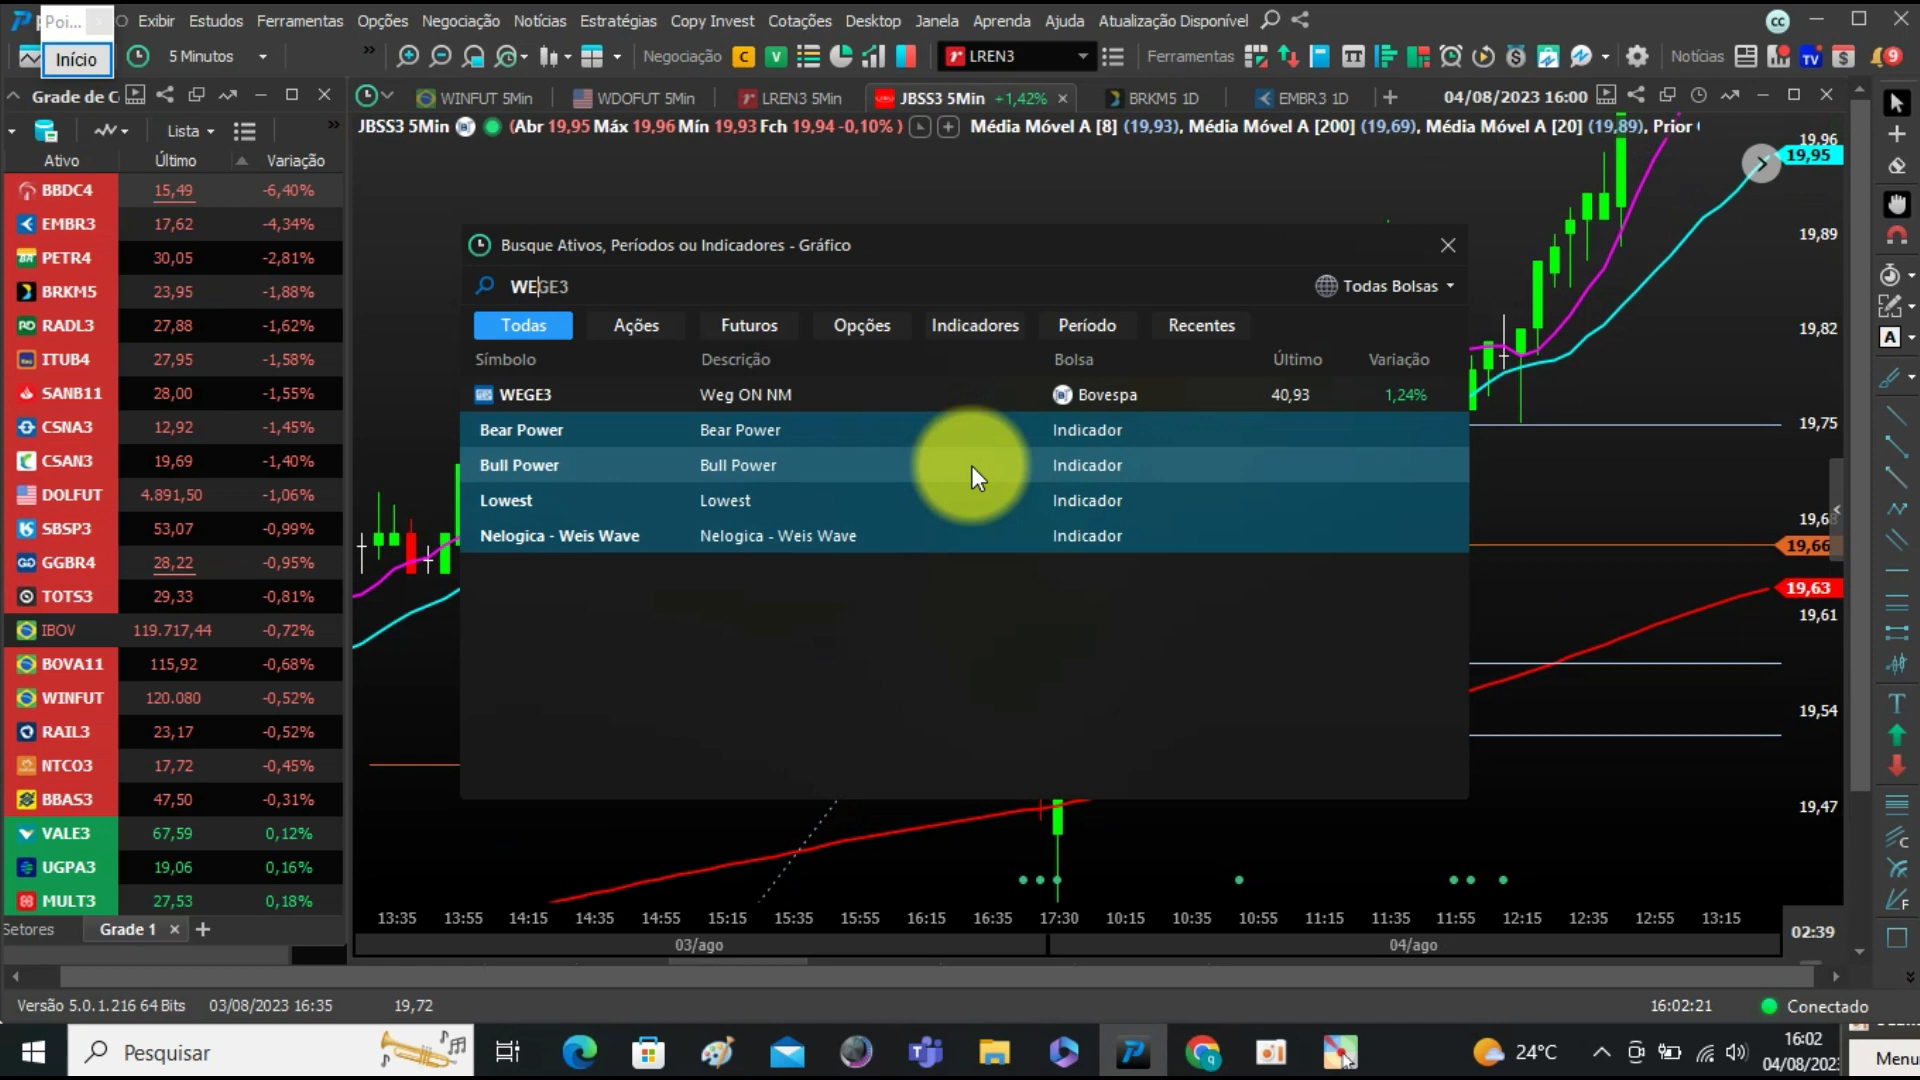 Poi...
Início
Exibir Estudos Ferramentas Opções Negociação Notícias Estratégias Copy Invest Cotações Desktop Janela Aprenda Ajuda Atualização Disponível
CC
5 Minutos
Negociação C V LREN3 Ferramentas Notícias TV 9
Grade de C
WINFUT 5Min WDOFUT 5Min LREN3 5Min JBSS3 5Min +1,42% BRKM5 1D EMBR3 1D 04/08/2023 16:00
Lista
JBSS3 5Min (Abr 19,95 Máx 19,96 Mín 19,93 Fch 19,94 -0,10% ) Média Móvel A [8] (19,93), Média Móvel A [200] (19,69), Média Móvel A [20] (19,89), Prior
Ativo Último Variação
BBDC4 15,49 -6,40%
EMBR3 17,62 -4,34%
PETR4 30,05 -2,81%
BRKM5 23,95 -1,88%
RADL3 27,88 -1,62%
ITUB4 27,95 -1,58%
SANB11 28,00 -1,55%
CSNA3 12,92 -1,45%
CSAN3 19,69 -1,40%
DOLFUT 4.891,50 -1,06%
SBSP3 53,07 -0,99%
GGBR4 28,22 -0,95%
TOTS3 29,33 -0,81%
IBOV 119.717,44 -0,72%
BOVA11 115,92 -0,68%
WINFUT 120.080 -0,52%
RAIL3 23,17 -0,52%
NTCO3 17,72 -0,45%
BBAS3 47,50 -0,31%
VALE3 67,59 0,12%
UGPA3 19,06 0,16%
MULT3 27,53 0,18%
Setores Grade 1
Busque Ativos, Períodos ou Indicadores - Gráfico
WEGE3 Todas Bolsas
Todas Ações Futuros Opções Indicadores Período Recentes
Símbolo Descrição Bolsa Último Variação
WEGE3 Weg ON NM Bovespa 40,93 1,24%
Bear Power Bear Power Indicador
Bull Power Bull Power Indicador
Lowest Lowest Indicador
Nelogica - Weis Wave Nelogica - Weis Wave Indicador
19,96
19,95
19,89
19,82
19,75
19,66
19,63
19,61
19,54
19,47
13:35 13:55 14:15 14:35 14:55 15:15 15:35 15:55 16:15 16:35 17:30 10:15 10:35 10:55 11:15 11:35 11:55 12:15 12:35 12:55 13:15
02:39
03/ago 04/ago
Versão 5.0.1.216 64 Bits 03/08/2023 16:35 19,72 16:02:21 Conectado
Pesquisar
24°C
16:02
04/08/202
Menu